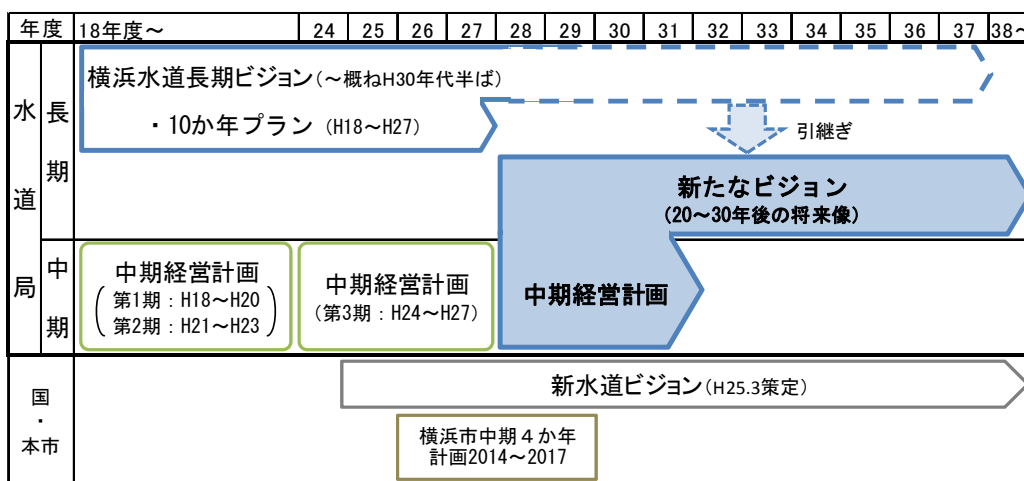 年度 18年度～ 24 25 26 27 28 29 30 31 32 33 34 35 36 37 38～
水道局
長期
横浜水道長期ビジョン（～概ねH30年代半ば）
・10か年プラン（H18～H27）
引継ぎ
新たなビジョン
（20～30年後の将来像）
中期
中期経営計画
第1期：H18～H20
第2期：H21～H23
中期経営計画
（第3期：H24～H27）
中期経営計画
国・本市
新水道ビジョン（H25.3策定）
横浜市中期４か年
計画2014～2017